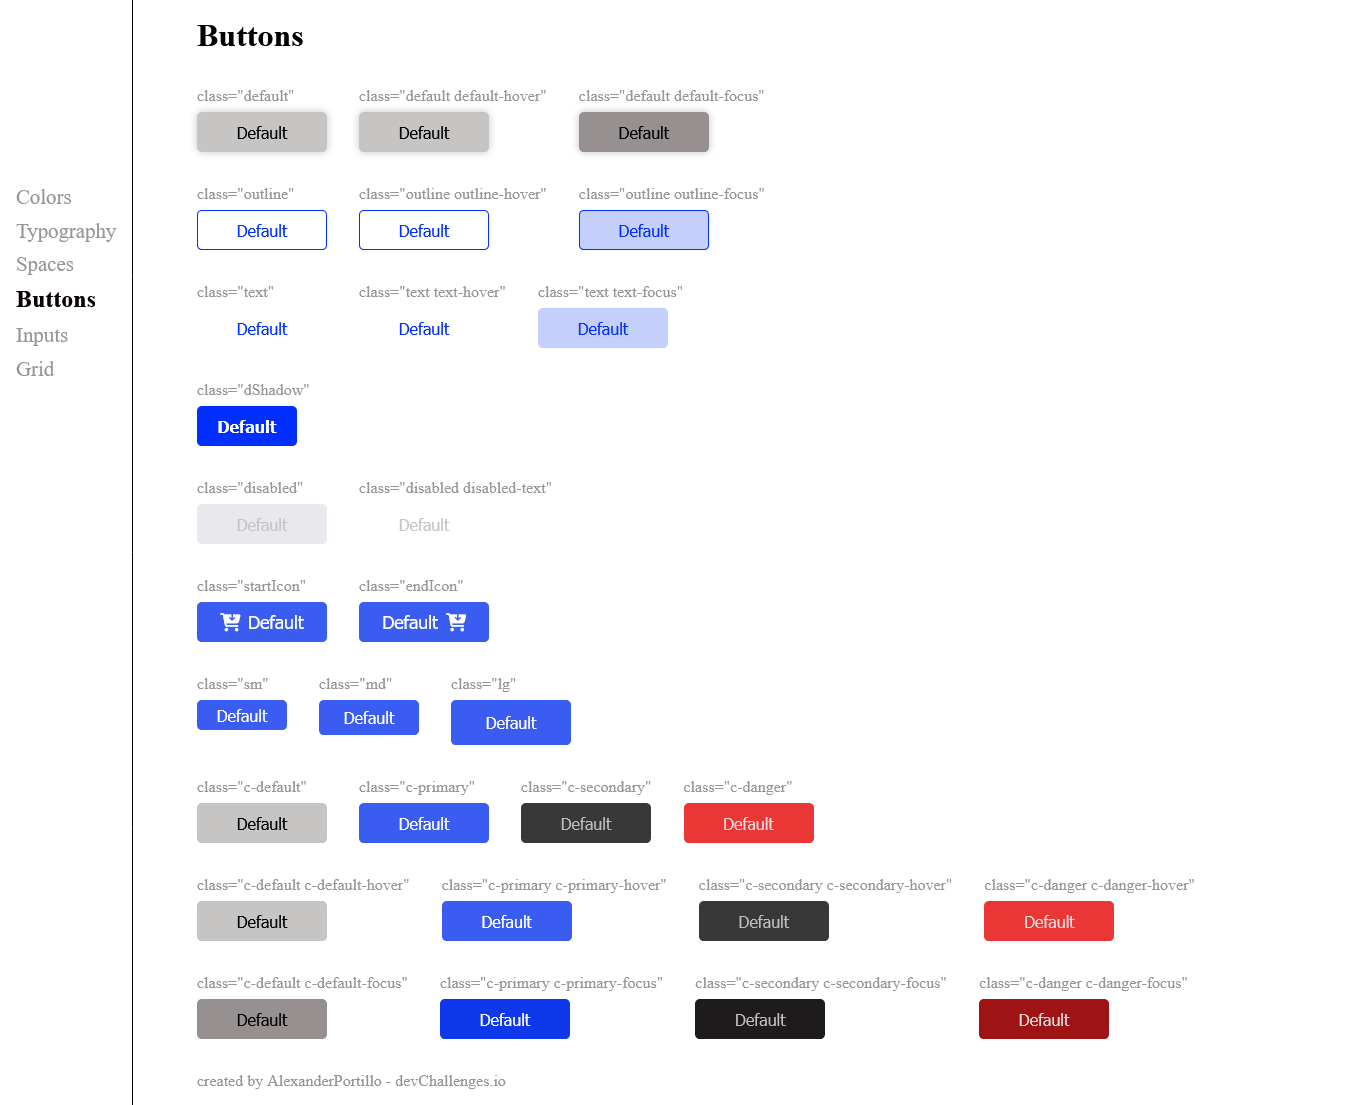 Buttons
class="default" class="default default-hover" class="default default-focus"
Default Default Default
Colors
Typography
Spaces
Buttons
Inputs
Grid
class="outline" class="outline outline-hover" class="outline outline-focus"
Default Default Default
class="text" class="text text-hover" class="text text-focus"
Default Default Default
class="dShadow"
Default
class="disabled" class="disabled disabled-text"
Default Default
class="startIcon" class="endIcon"
Default Default
class="sm" class="md" class="lg"
Default Default Default
class="c-default" class="c-primary" class="c-secondary" class="c-danger"
Default Default Default Default
class="c-default c-default-hover" class="c-primary c-primary-hover" class="c-secondary c-secondary-hover" class="c-danger c-danger-hover"
Default Default Default Default
class="c-default c-default-focus" class="c-primary c-primary-focus" class="c-secondary c-secondary-focus" class="c-danger c-danger-focus"
Default Default Default Default
created by AlexanderPortillo - devChallenges.io